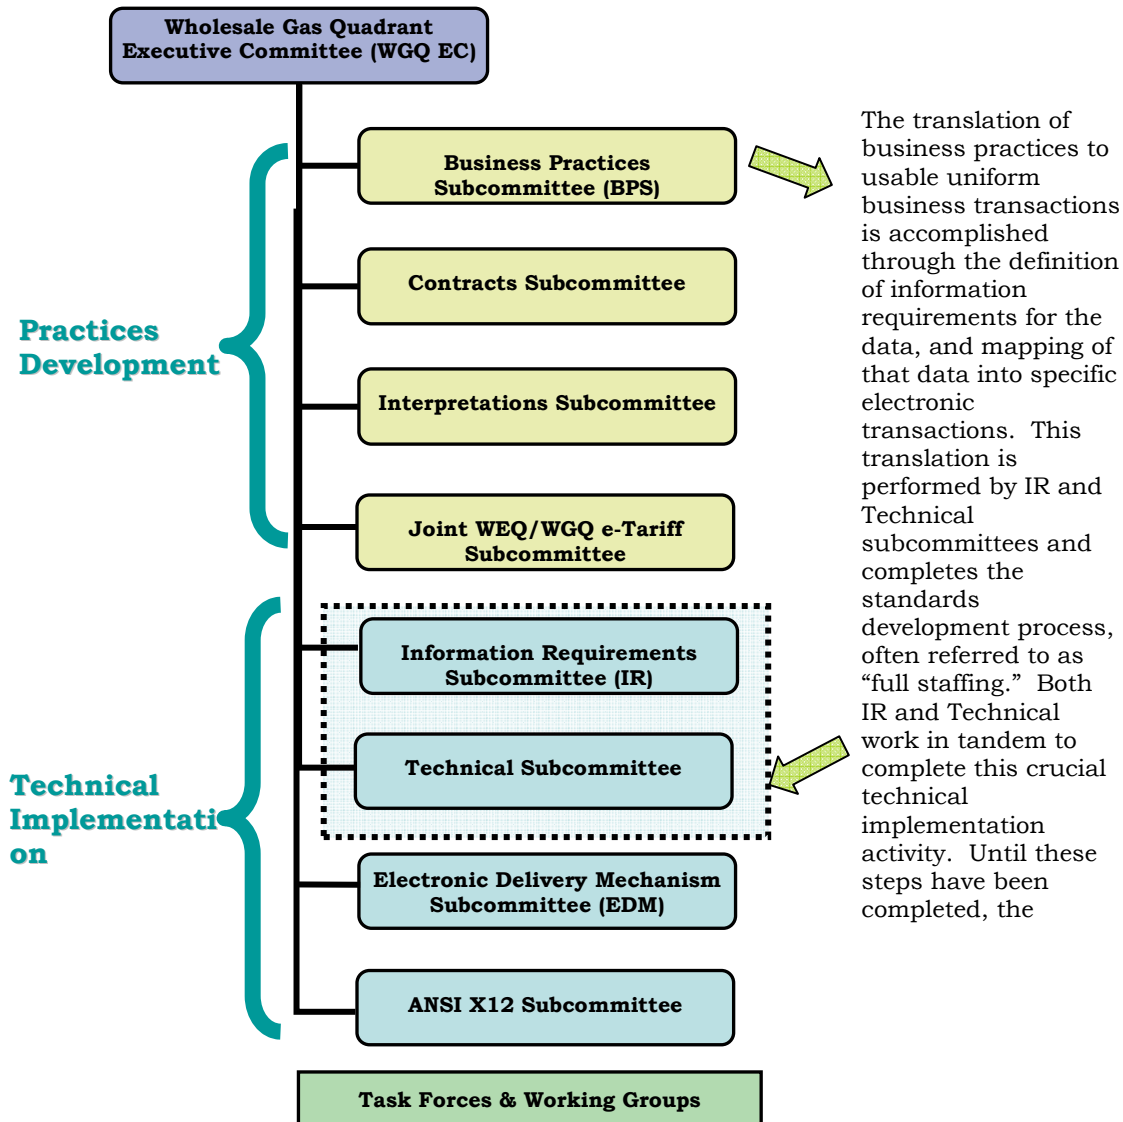 Wholesale Gas Quadrant
Executive Committee (WGQ EC)
Business Practices
Subcommittee (BPS)
Contracts Subcommittee
Practices
Development
Interpretations Subcommittee
Joint WEQ/WGQ e-Tariff
Subcommittee
Information Requirements
Subcommittee (IR)
Technical Subcommittee
Technical
Implementati
on
Electronic Delivery Mechanism
Subcommittee (EDM)
ANSI X12 Subcommittee
Task Forces & Working Groups
The translation of
business practices to
usable uniform
business transactions
is accomplished
through the definition
of information
requirements for the
data, and mapping of
that data into specific
electronic
transactions.  This
translation is
performed by IR and
Technical
subcommittees and
completes the
standards
development process,
often referred to as
“full staffing.”  Both
IR and Technical
work in tandem to
complete this crucial
technical
implementation
activity.  Until these
steps have been
completed, the